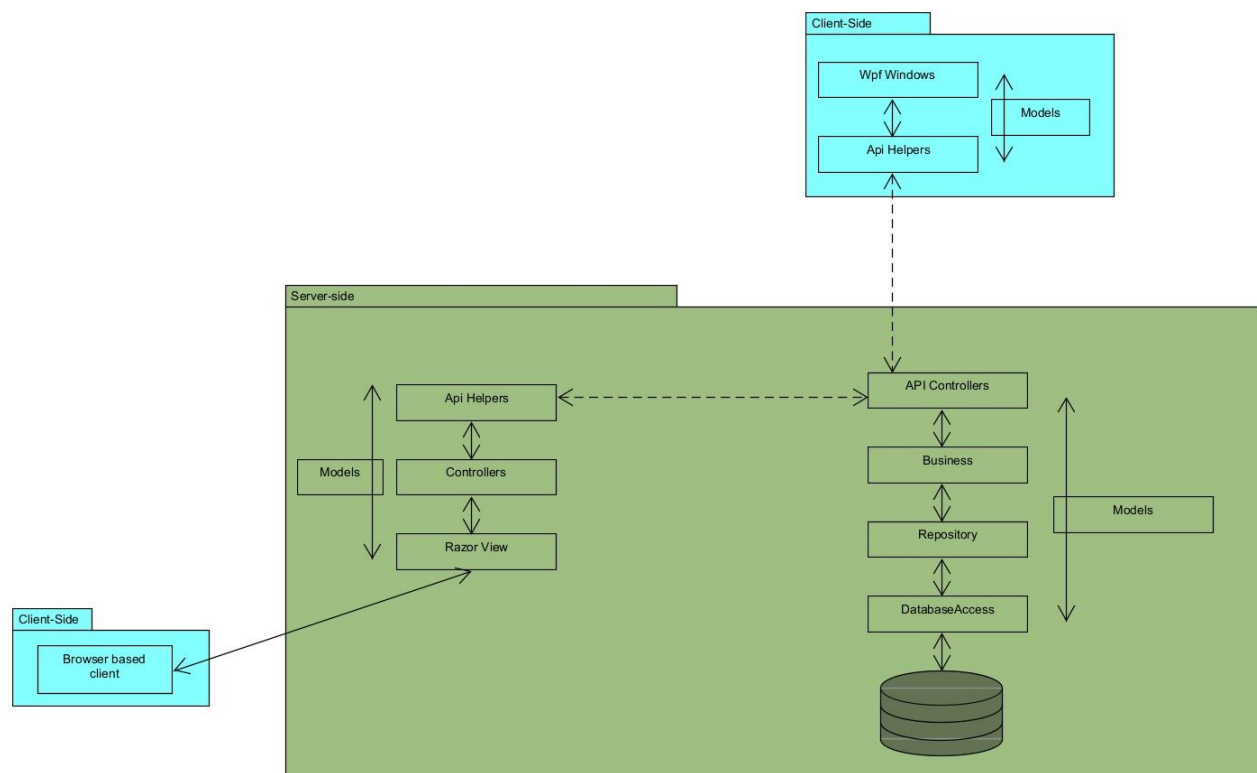 Client-Side
Wpf Windows
Models
Api Helpers
Server-side
API Controllers
Api Helpers
Business
Models
Controllers
Models
Repository
Razor View
DatabaseAccess
Client-Side
Browser based
client